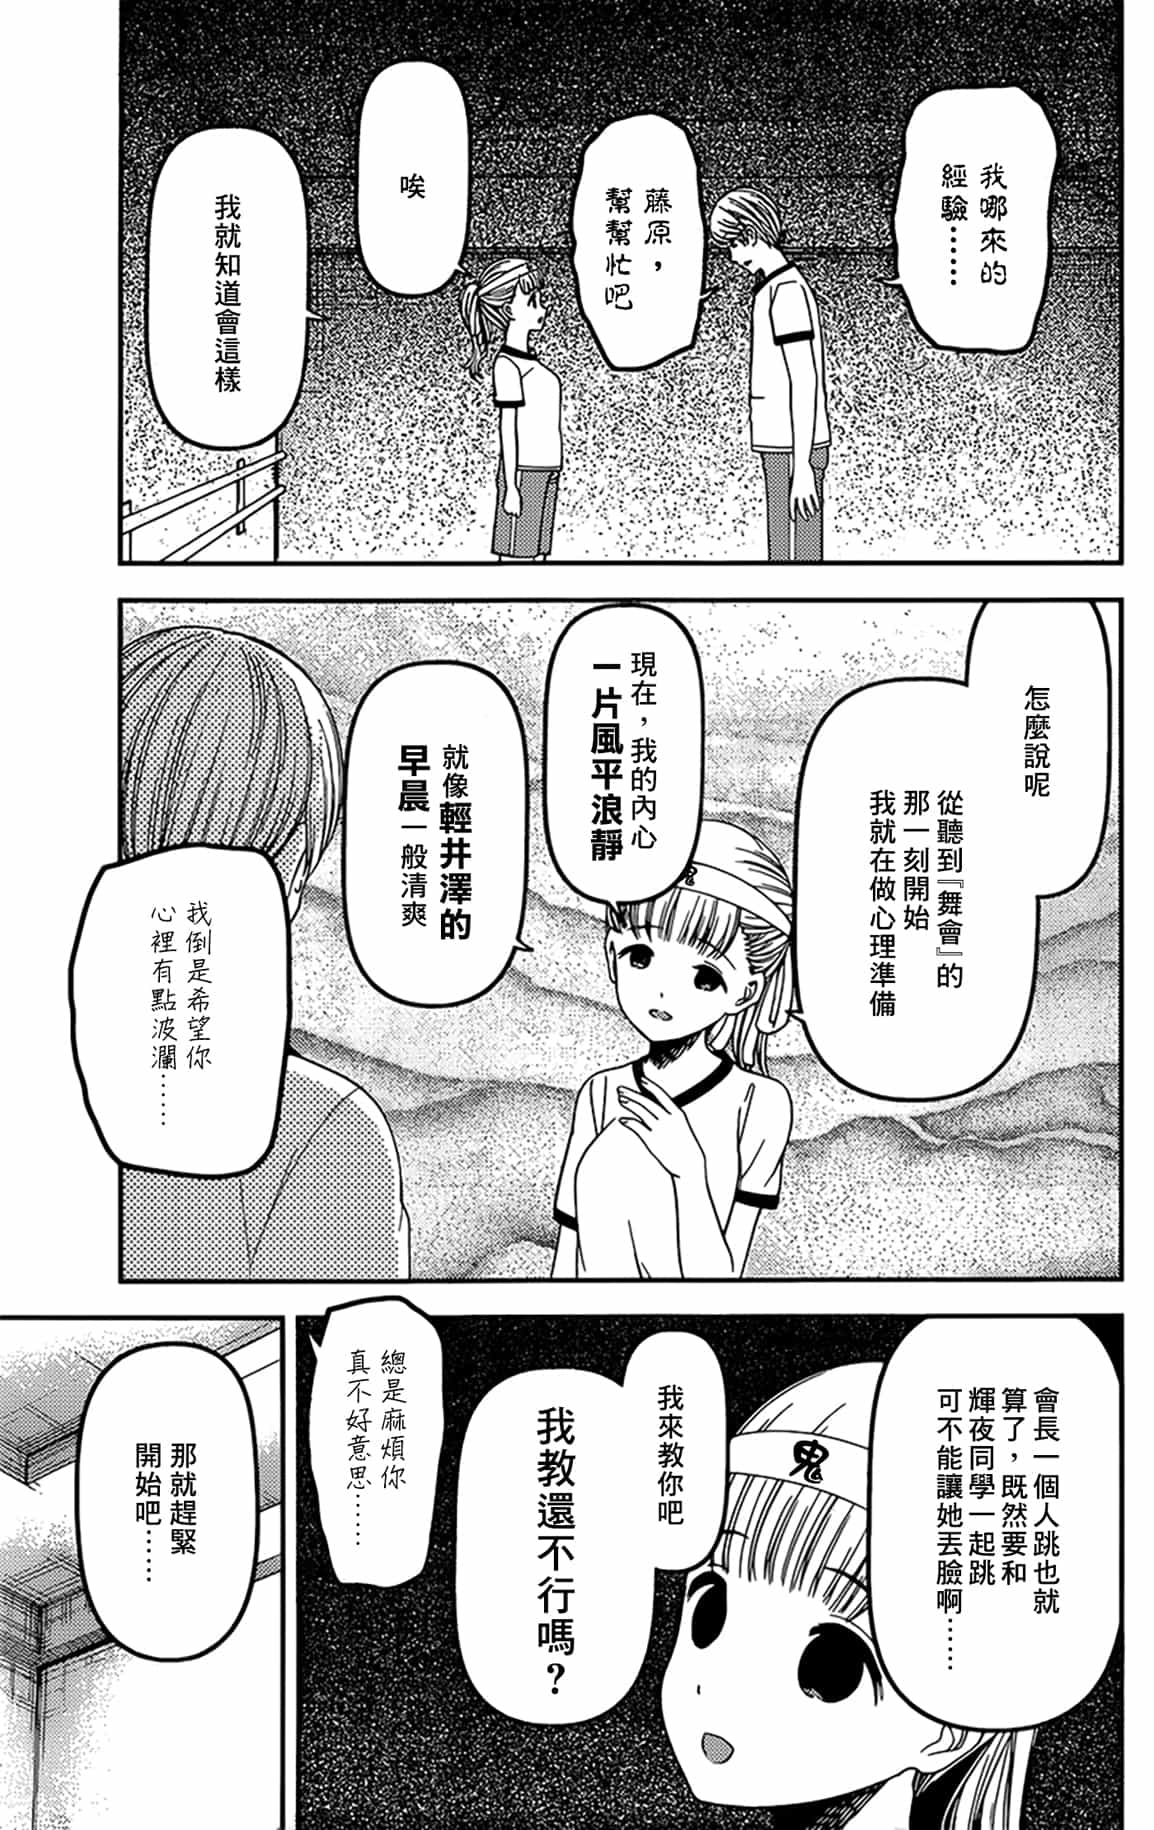 我哪來的
經驗……
藤原，
幫幫忙吧
唉
我就知道會這樣
怎麼說呢
從聽到『舞會』的
那一刻開始
我就在做心理準備
現在，我的內心
一片風平浪靜
就像輕井澤的
早晨一般清爽
我倒是希望你
心裡有點波瀾……
鬼
會長一個人跳也就
算了，既然要和
輝夜同學一起跳
可不能讓她丟臉啊……
鬼
我來教你吧
我教還不行嗎？
總是麻煩你
真不好意思……
那就趕緊
開始吧……